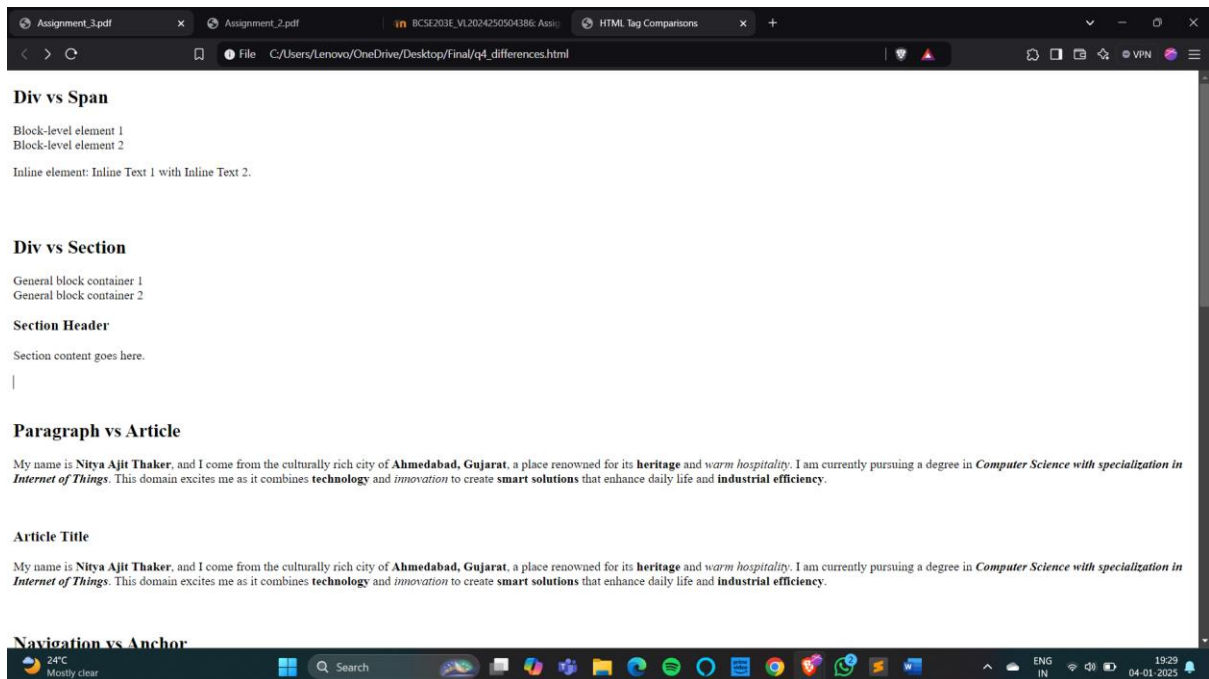 Assignment_3.pdf
Assignment_2.pdf
BCSE203E_VL2024250504386: Assig
HTML Tag Comparisons
File C:/Users/Lenovo/OneDrive/Desktop/Final/q4_differences.html
VPN
Div vs Span
Block-level element 1
Block-level element 2
Inline element: Inline Text 1 with Inline Text 2.
Div vs Section
General block container 1
General block container 2
Section Header
Section content goes here.
Paragraph vs Article
My name is Nitya Ajit Thaker, and I come from the culturally rich city of Ahmedabad, Gujarat, a place renowned for its heritage and warm hospitality. I am currently pursuing a degree in Computer Science with specialization in
Internet of Things. This domain excites me as it combines technology and innovation to create smart solutions that enhance daily life and industrial efficiency.
Article Title
My name is Nitya Ajit Thaker, and I come from the culturally rich city of Ahmedabad, Gujarat, a place renowned for its heritage and warm hospitality. I am currently pursuing a degree in Computer Science with specialization in
Internet of Things. This domain excites me as it combines technology and innovation to create smart solutions that enhance daily life and industrial efficiency.
Navigation vs Anchor
24°C
Mostly clear
Search
2
ENG
IN
19:29
04-01-2025